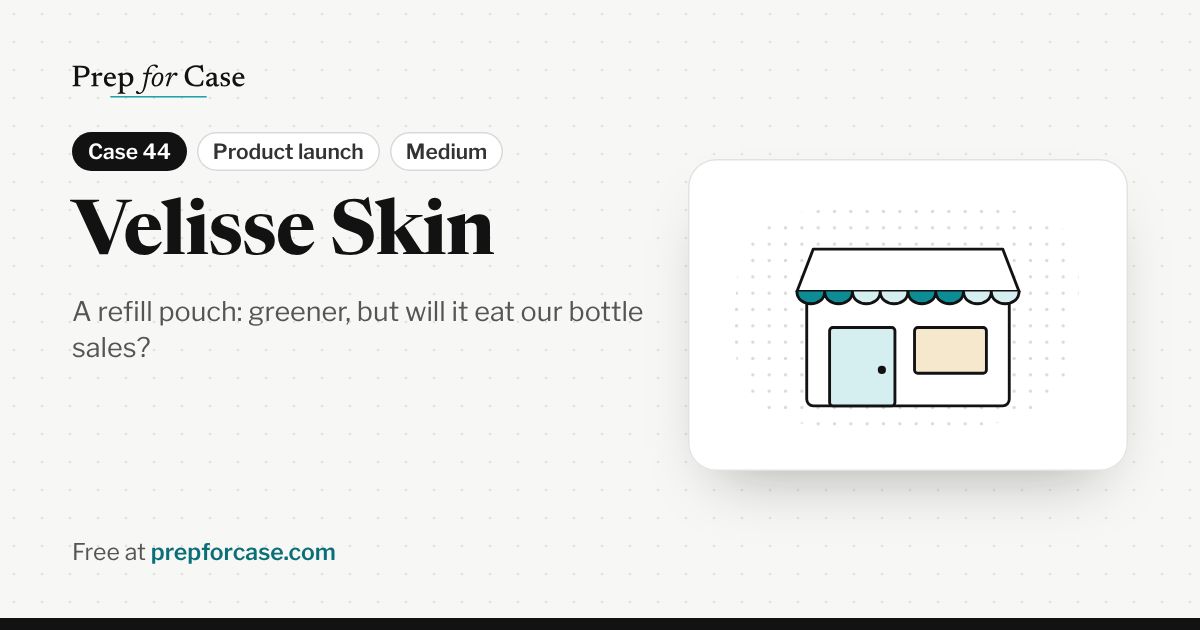 Prep for Case
Case 44
Product launch
Medium
Velisse Skin
A refill pouch: greener, but will it eat our bottle
sales?
Free at prepforcase.com